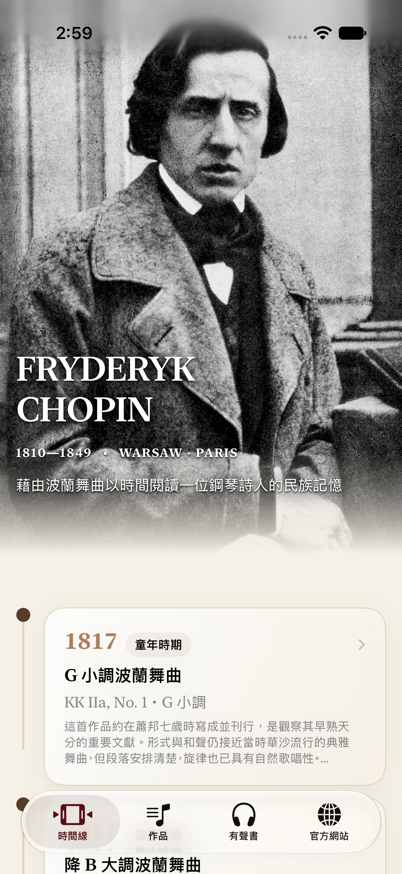 2:59
FRYDERYK
CHOPIN
1810—1849 • WARSAW · PARIS
藉由波蘭舞曲以時間閱讀一位鋼琴詩人的民族記憶
1817 童年時期
G 小調波蘭舞曲
KK IIa, No. 1 • G 小調
這首作品約在蕭邦七歲時寫成並刊行，是觀察其早熟天
分的重要文獻。形式與和聲仍接近當時華沙流行的典雅
舞曲，但段落安排清楚，旋律也已具有自然歌唱性。...
時間線 作品 有聲書 官方網站
降 B 大調波蘭舞曲